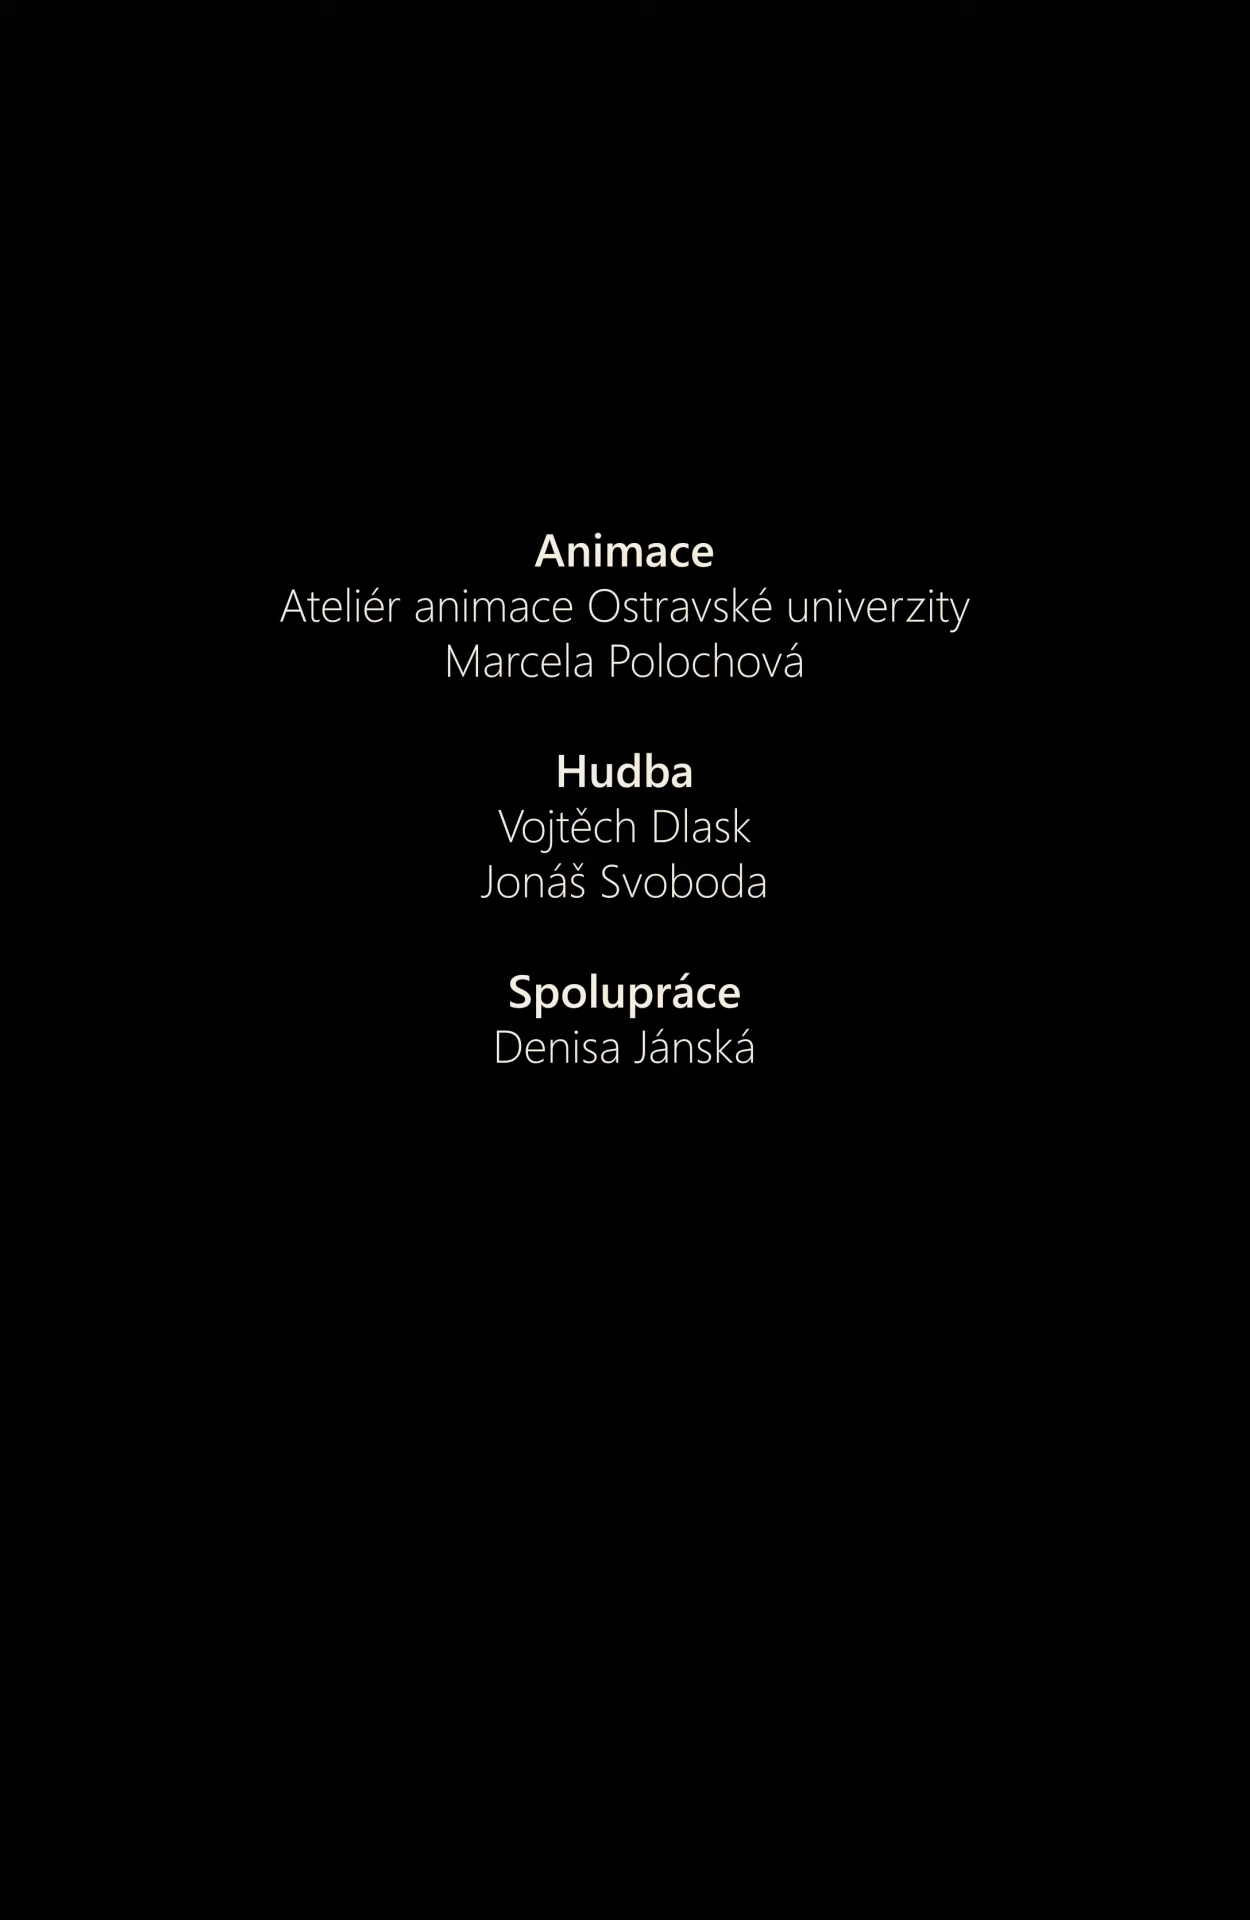 Animace
Ateliér animace Ostravské univerzity
Marcela Polochová
Hudba
Vojtěch Dlask
Jonáš Svoboda
Spolupráce
Denisa Jánská